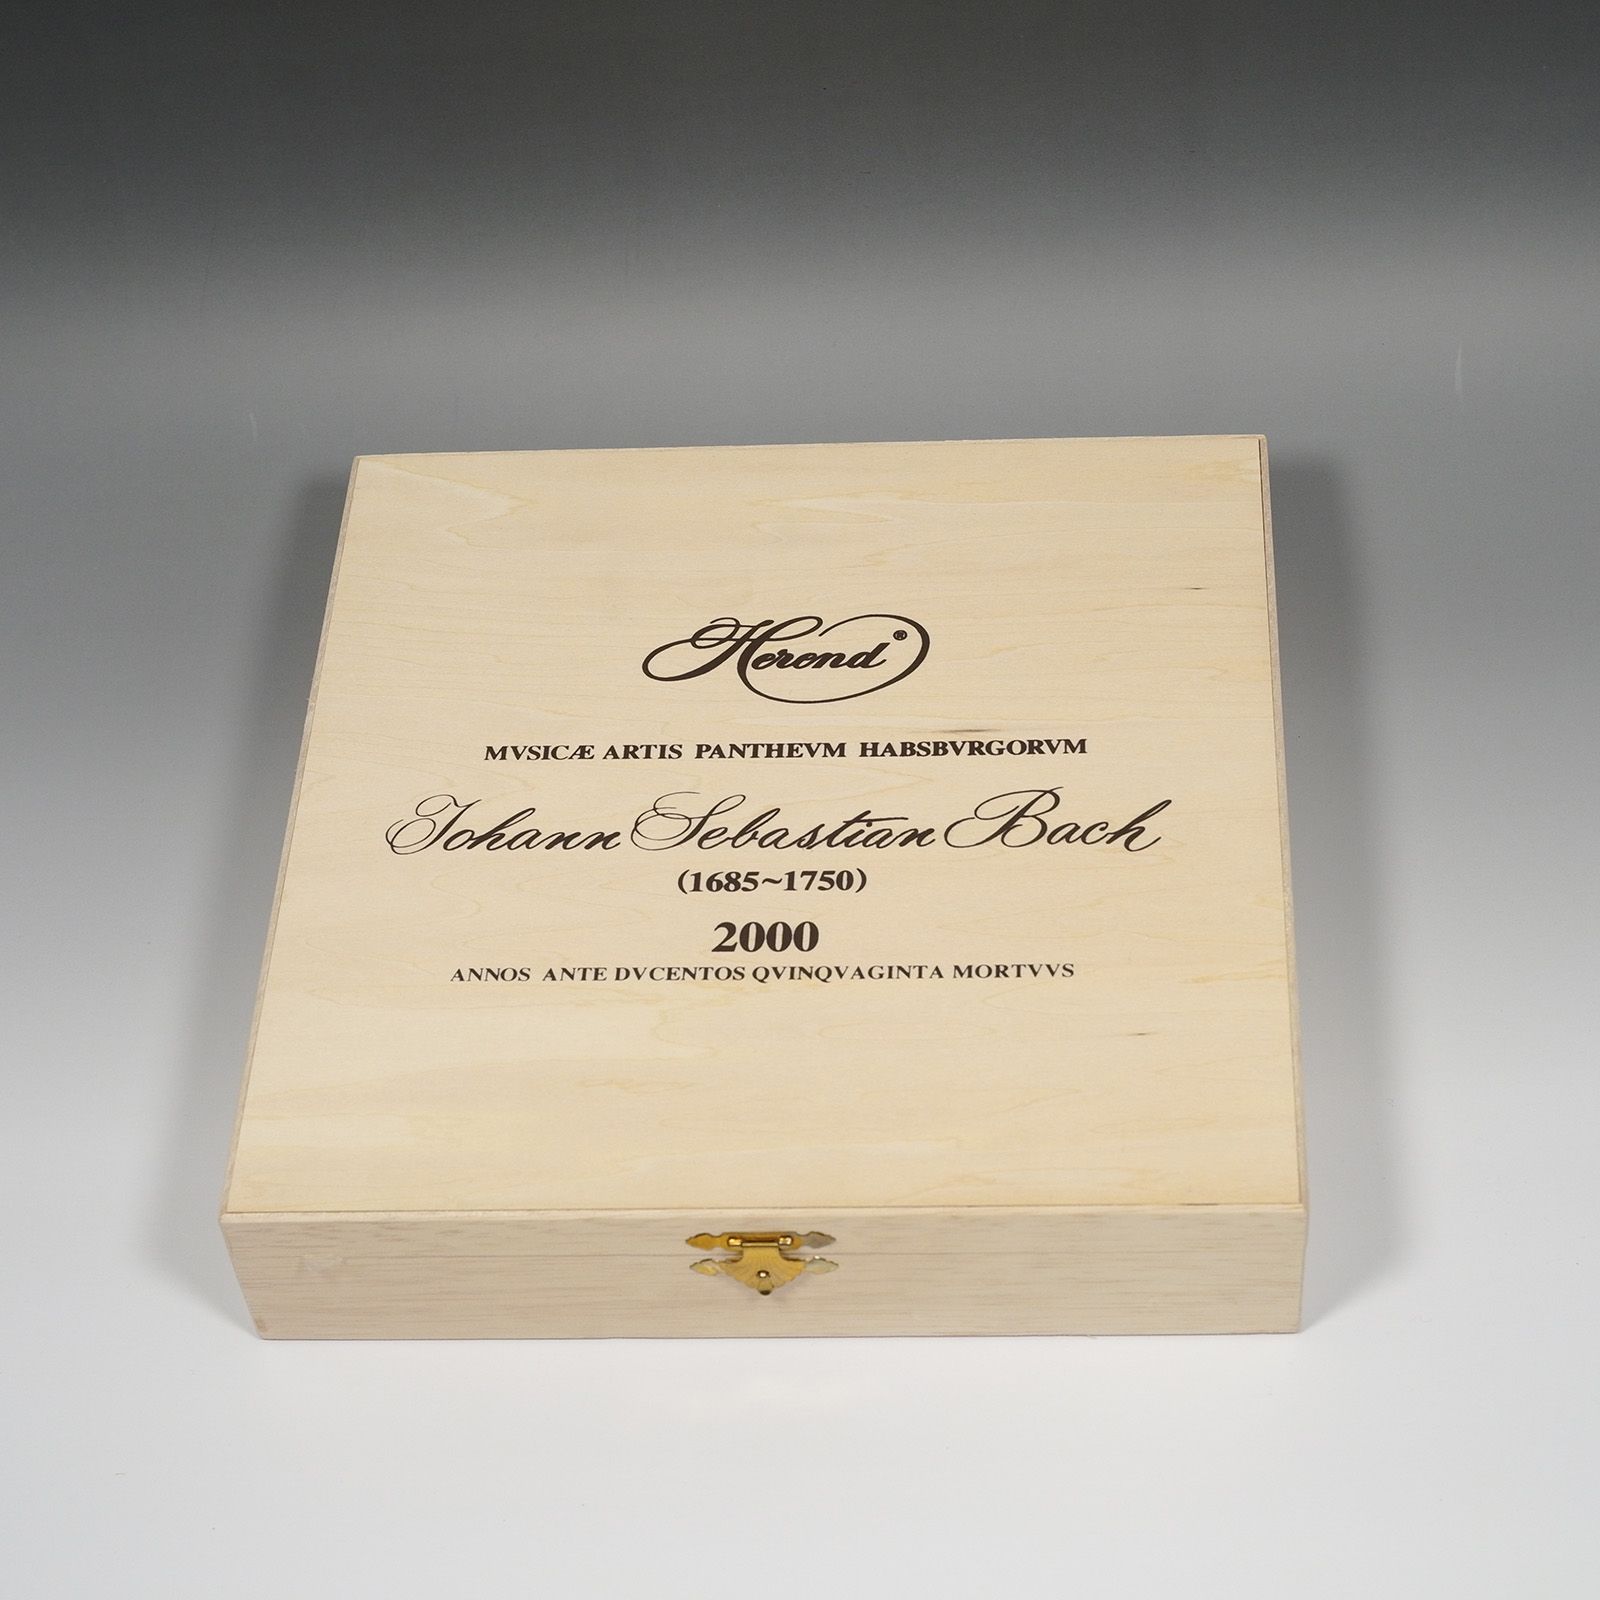 Herend®
MVSICÆ ARTIS PANTHEVM HABSBVRGORVM
Johann Sebastian Bach
(1685~1750)
2000
ANNOS ANTE DVCENTOS QVINQVAGINTA MORTVVS